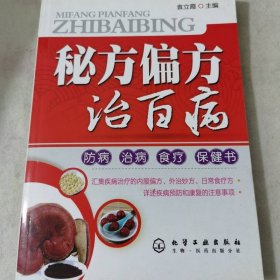 MIFANG PIANFANG
ZHIBAIBING
袁立霞 主编
秘方偏方
治百病
防病 治病 食疗 保健书
汇集疾病治疗的内服偏方、外治妙方、日常食疗方
详述疾病预防和康复的注意事项
化学工业出版社
生物·医药出版分社